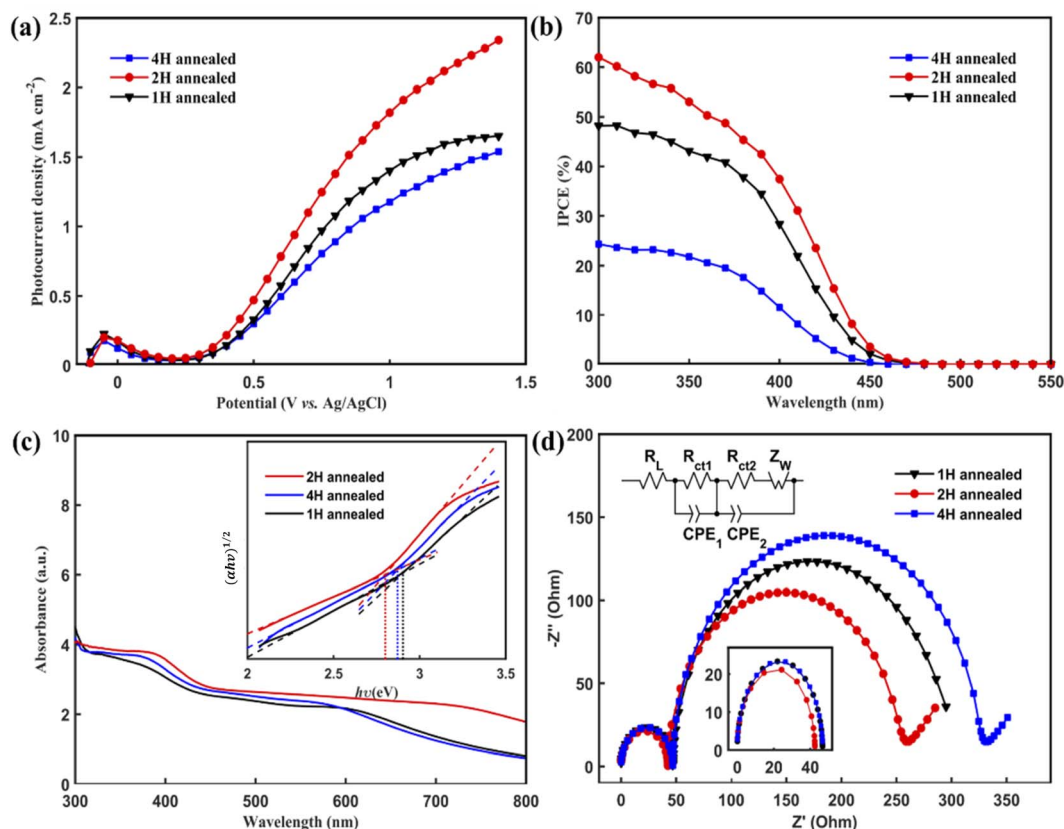 (a)
2.5
2
1.5
1
0.5
0
Photocurrent density (mA cm⁻²)
4H annealed
2H annealed
1H annealed
0
0.5
1
1.5
Potential (V vs. Ag/AgCl)
(b)
70
60
50
40
30
20
10
0
IPCE (%)
4H annealed
2H annealed
1H annealed
300
350
400
450
500
550
Wavelength (nm)
(c)
10
8
6
4
2
0
Absorbance (a.u.)
(αhν)^1/2
2H annealed
4H annealed
1H annealed
2
2.5
3
3.5
hυ(eV)
300
400
500
600
700
800
Wavelength (nm)
(d)
200
150
100
50
0
-Z'' (Ohm)
R_L R_ct1 R_ct2 Z_W
CPE_1 CPE_2
1H annealed
2H annealed
4H annealed
20
10
0
0 20 40
0
50
100
150
200
250
300
350
Z' (Ohm)